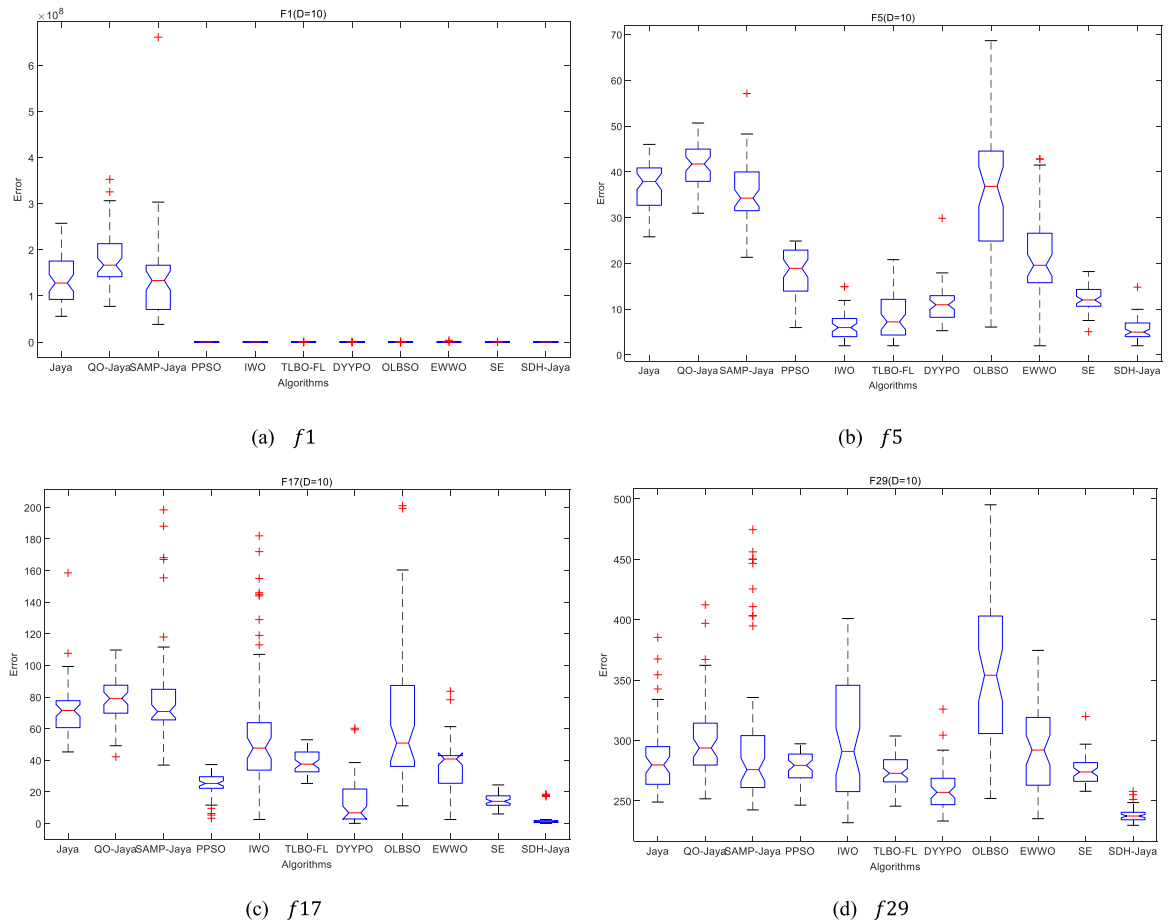 F1(D=10)
×10^8
6
5
4
3
2
1
0
Error
Jaya QO-Jaya SAMP-Jaya PPSO IWO TLBO-FL DYYPO OLBSO EWWO SE SDH-Jaya
Algorithms
(a) f1
F5(D=10)
70
60
50
40
30
20
10
0
Error
Jaya QO-Jaya SAMP-Jaya PPSO IWO TLBO-FL DYYPO OLBSO EWWO SE SDH-Jaya
Algorithms
(b) f5
F17(D=10)
200
180
160
140
120
100
80
60
40
20
0
Error
Jaya QO-Jaya SAMP-Jaya PPSO IWO TLBO-FL DYYPO OLBSO EWWO SE SDH-Jaya
Algorithms
(c) f17
F29(D=10)
500
450
400
350
300
250
Error
Jaya QO-Jaya SAMP-Jaya PPSO IWO TLBO-FL DYYPO OLBSO EWWO SE SDH-Jaya
Algorithms
(d) f29